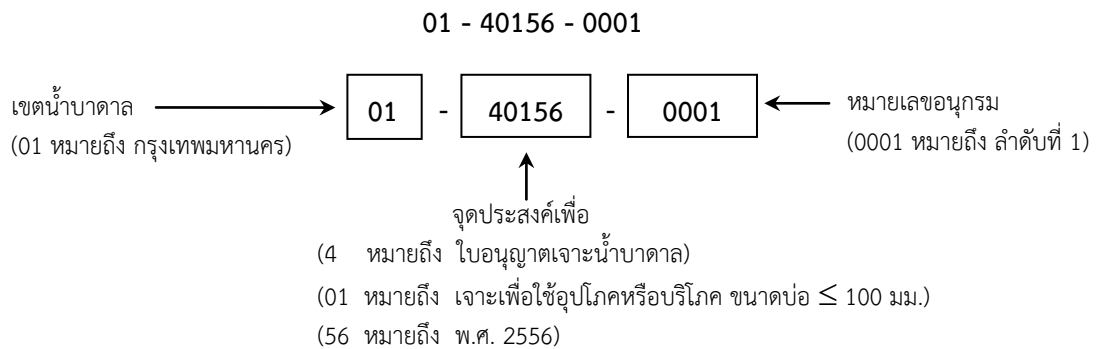 01 - 40156 - 0001
เขตน้ำบาดาล
(01 หมายถึง กรุงเทพมหานคร)
01 - 40156 - 0001
หมายเลขอนุกรม
(0001 หมายถึง ลำดับที่ 1)
จุดประสงค์เพื่อ
(4 หมายถึง ใบอนุญาตเจาะน้ำบาดาล)
(01 หมายถึง เจาะเพื่อใช้อุปโภคหรือบริโภค ขนาดบ่อ ≤ 100 มม.)
(56 หมายถึง พ.ศ. 2556)